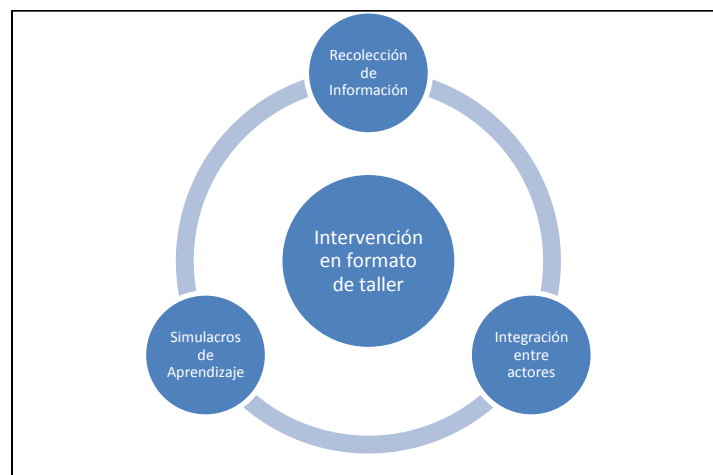 Recolección
de
Información
Intervención
en formato
de taller
Simulacros
de
Aprendizaje
Integración
entre
actores